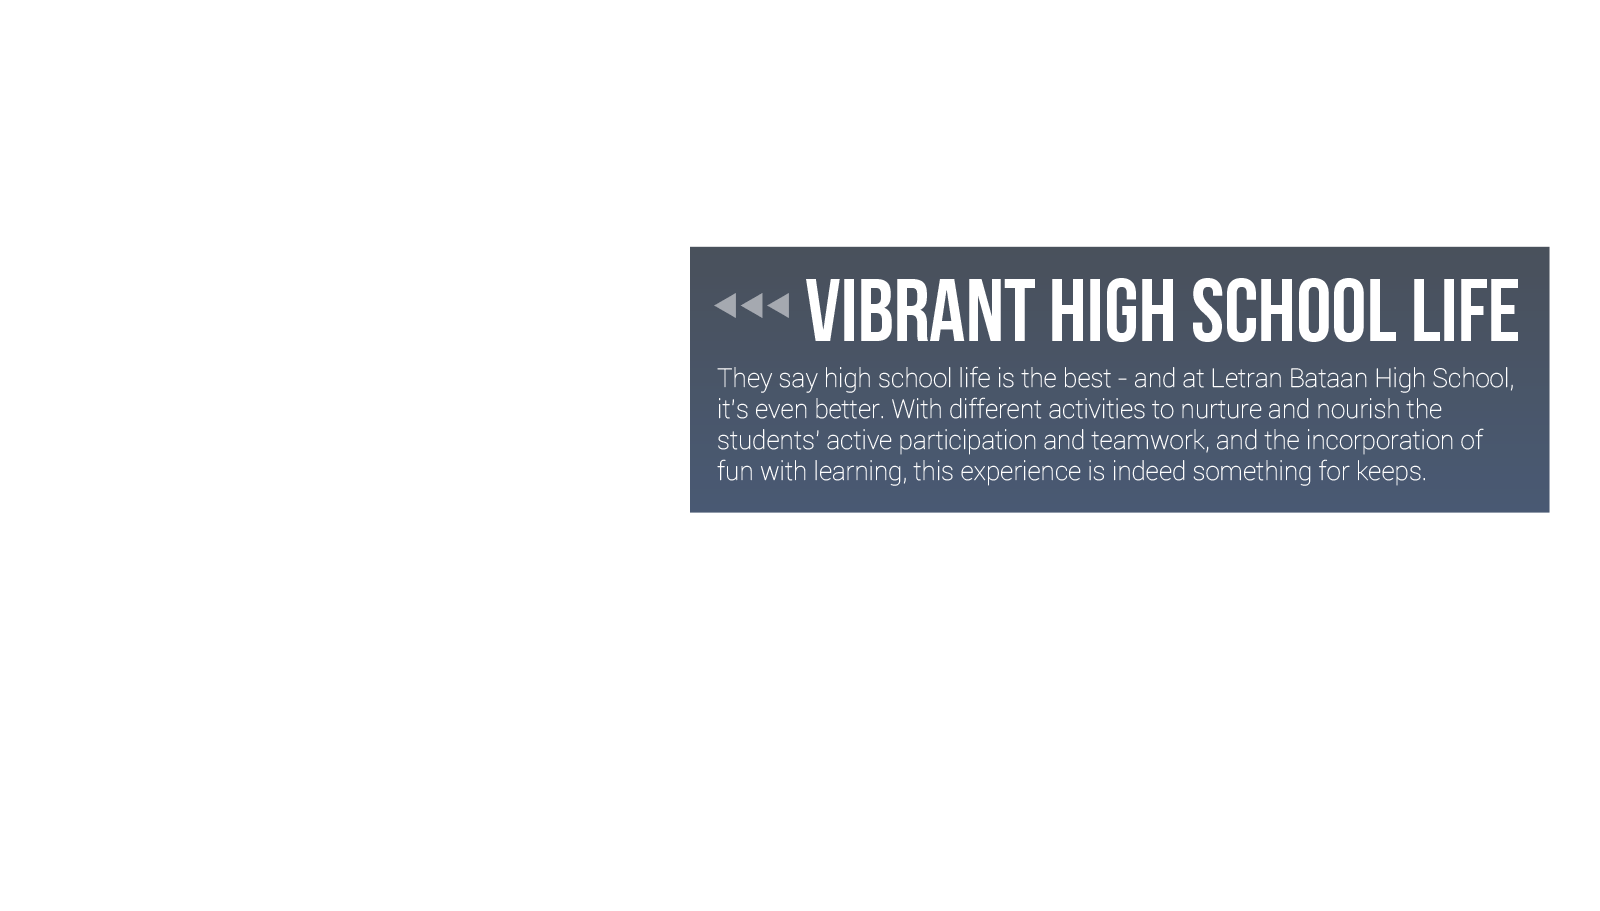 VIBRANT HIGH SCHOOL LIFE
They say high school life is the best - and at Letran Bataan High School,
it's even better. With different activities to nurture and nourish the
students' active participation and teamwork, and the incorporation of
fun with learning, this experience is indeed something for keeps.